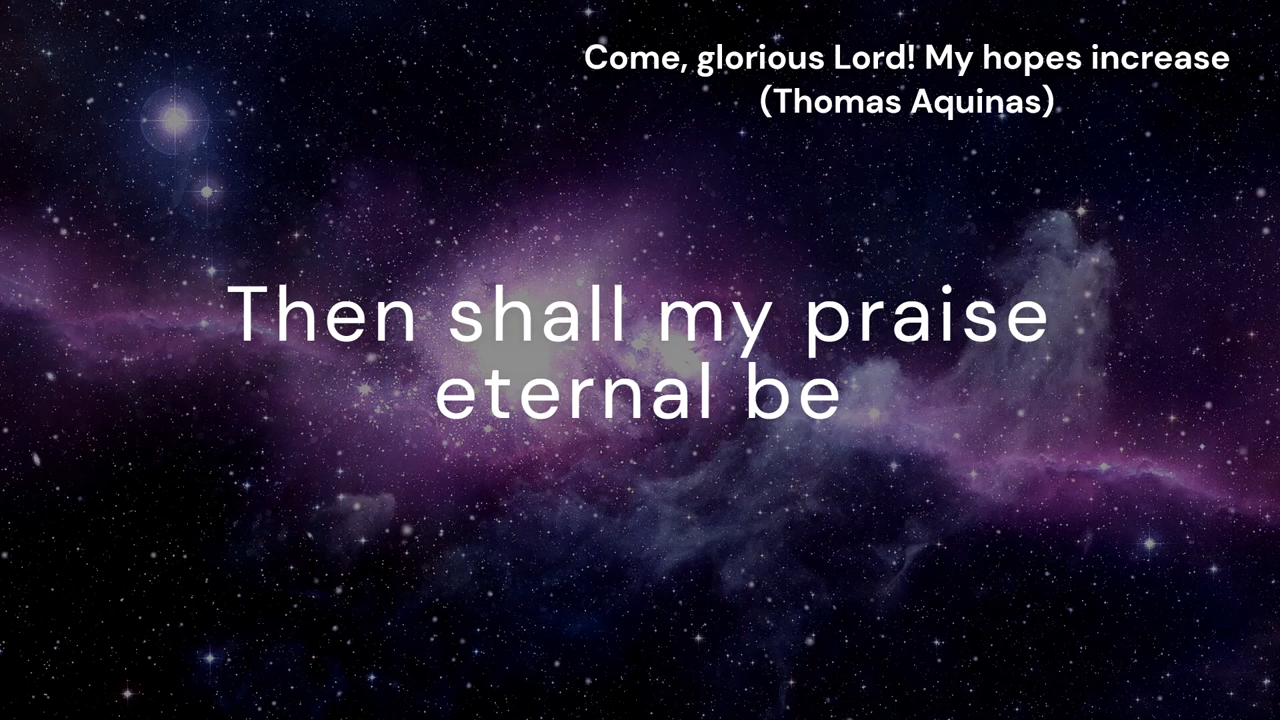 Come, glorious Lord! My hopes increase
(Thomas Aquinas)
Then shall my praise
eternal be